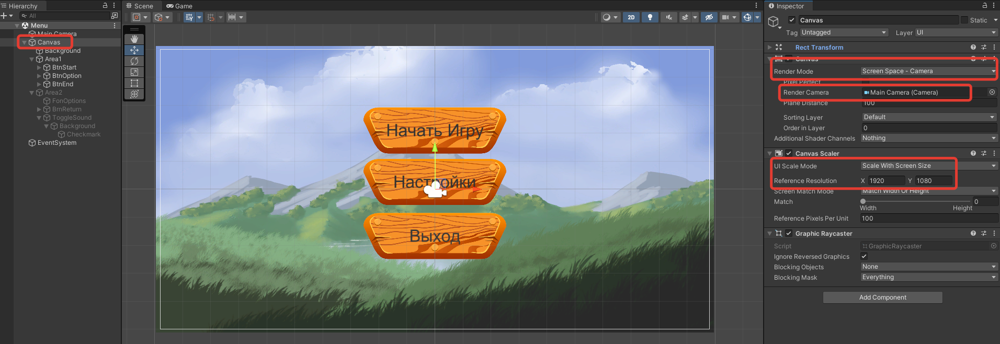 Hierarchy
All
Menu
Main Camera
Canvas
Background
Area1
BtnStart
BtnOption
BtnEnd
Area2
FonOptions
BrnReturn
ToggleSound
Background
Checkmark
EventSystem
Scene
Game
2D
Начать Игру
Настройки
Выход
Inspector
Canvas
Static
Tag Untagged Layer UI
Rect Transform
Canvas
Render Mode Screen Space - Camera
Pixel Perfect
Render Camera Main Camera (Camera)
Plane Distance 100
Sorting Layer Default
Order in Layer 0
Additional Shader Channels Nothing
Canvas Scaler
UI Scale Mode Scale With Screen Size
Reference Resolution X 1920 Y 1080
Screen Match Mode Match Width Or Height
Match 0
Width Height
Reference Pixels Per Unit 100
Graphic Raycaster
Script GraphicRaycaster
Ignore Reversed Graphics
Blocking Objects None
Blocking Mask Everything
Add Component